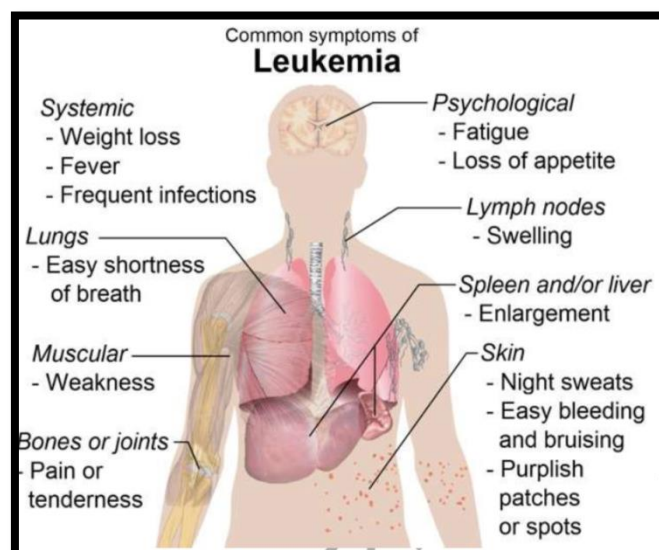 Common symptoms of
Leukemia
Systemic
- Weight loss
- Fever
- Frequent infections
Psychological
- Fatigue
- Loss of appetite
Lymph nodes
- Swelling
Lungs
- Easy shortness
of breath
Spleen and/or liver
- Enlargement
Muscular
- Weakness
Skin
- Night sweats
- Easy bleeding
and bruising
- Purplish
patches
or spots
Bones or joints
- Pain or
tenderness